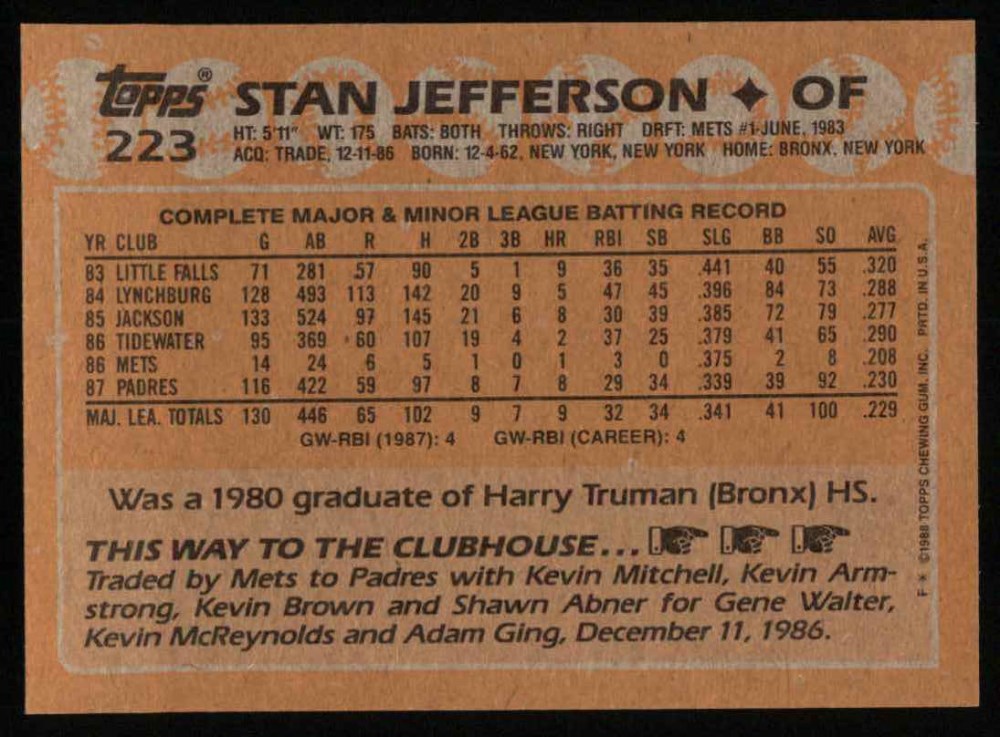 topps® STAN JEFFERSON ✦ OF
223
HT: 5'11" WT: 175 BATS: BOTH THROWS: RIGHT DRFT: METS #1-JUNE, 1983
ACQ: TRADE, 12-11-86 BORN: 12-4-62, NEW YORK, NEW YORK HOME: BRONX, NEW YORK
COMPLETE MAJOR & MINOR LEAGUE BATTING RECORD
YR CLUB G AB R H 2B 3B HR RBI SB SLG BB SO AVG
83 LITTLE FALLS 71 281 57 90 5 1 9 36 35 .441 40 55 .320
84 LYNCHBURG 128 493 113 142 20 9 5 47 45 .396 84 73 .288
85 JACKSON 133 524 97 145 21 6 8 30 39 .385 72 79 .277
86 TIDEWATER 95 369 60 107 19 4 2 37 25 .379 41 65 .290
86 METS 14 24 6 5 1 0 1 3 0 .375 2 8 .208
87 PADRES 116 422 59 97 8 7 8 29 34 .339 39 92 .230
MAJ. LEA. TOTALS 130 446 65 102 9 7 9 32 34 .341 41 100 .229
GW-RBI (1987): 4 GW-RBI (CAREER): 4
Was a 1980 graduate of Harry Truman (Bronx) HS.
THIS WAY TO THE CLUBHOUSE...
Traded by Mets to Padres with Kevin Mitchell, Kevin Arm-
strong, Kevin Brown and Shawn Abner for Gene Walter,
Kevin McReynolds and Adam Ging, December 11, 1986.
F * ©1988 TOPPS CHEWING GUM, INC. PRTD. IN U.S.A.